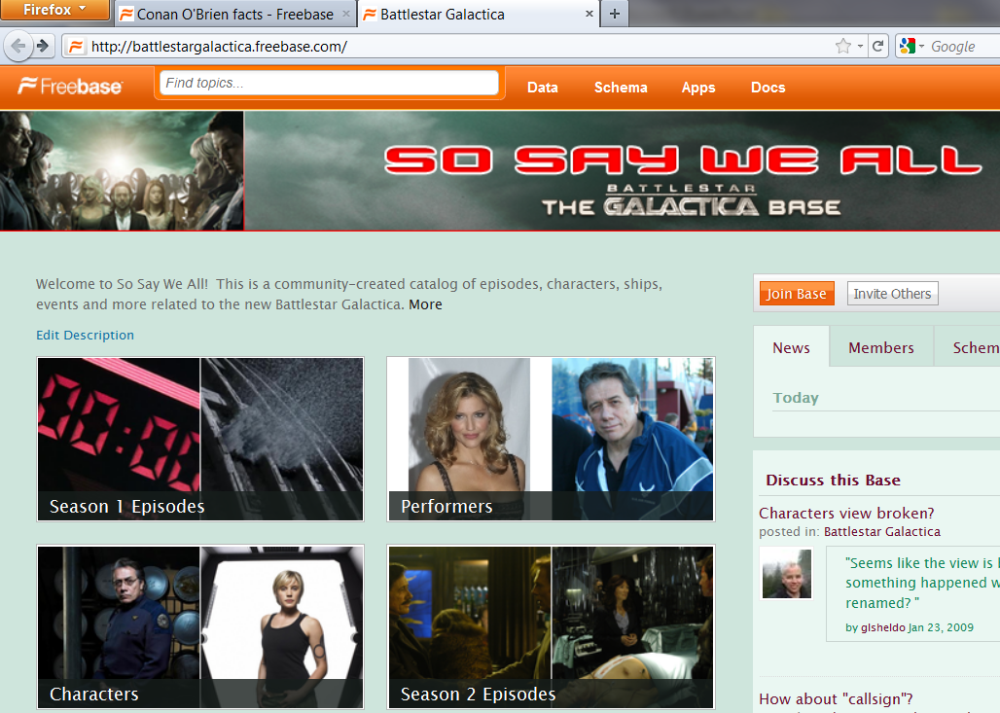 Firefox
Conan O'Brien facts - Freebase
Battlestar Galactica
http://battlestargalactica.freebase.com/
Google
Freebase
Find topics...
Data
Schema
Apps
Docs
SO SAY WE ALL
BATTLESTAR
THE GALACTICA BASE
Welcome to So Say We All! This is a community-created catalog of episodes, characters, ships,
events and more related to the new Battlestar Galactica. More
Edit Description
Join Base
Invite Others
News
Members
Schem
Today
00:00
Season 1 Episodes
Performers
Discuss this Base
Characters view broken?
posted in: Battlestar Galactica
"Seems like the view is
something happened w
renamed? "
by glsheldo Jan 23, 2009
Characters
Season 2 Episodes
How about "callsign"?